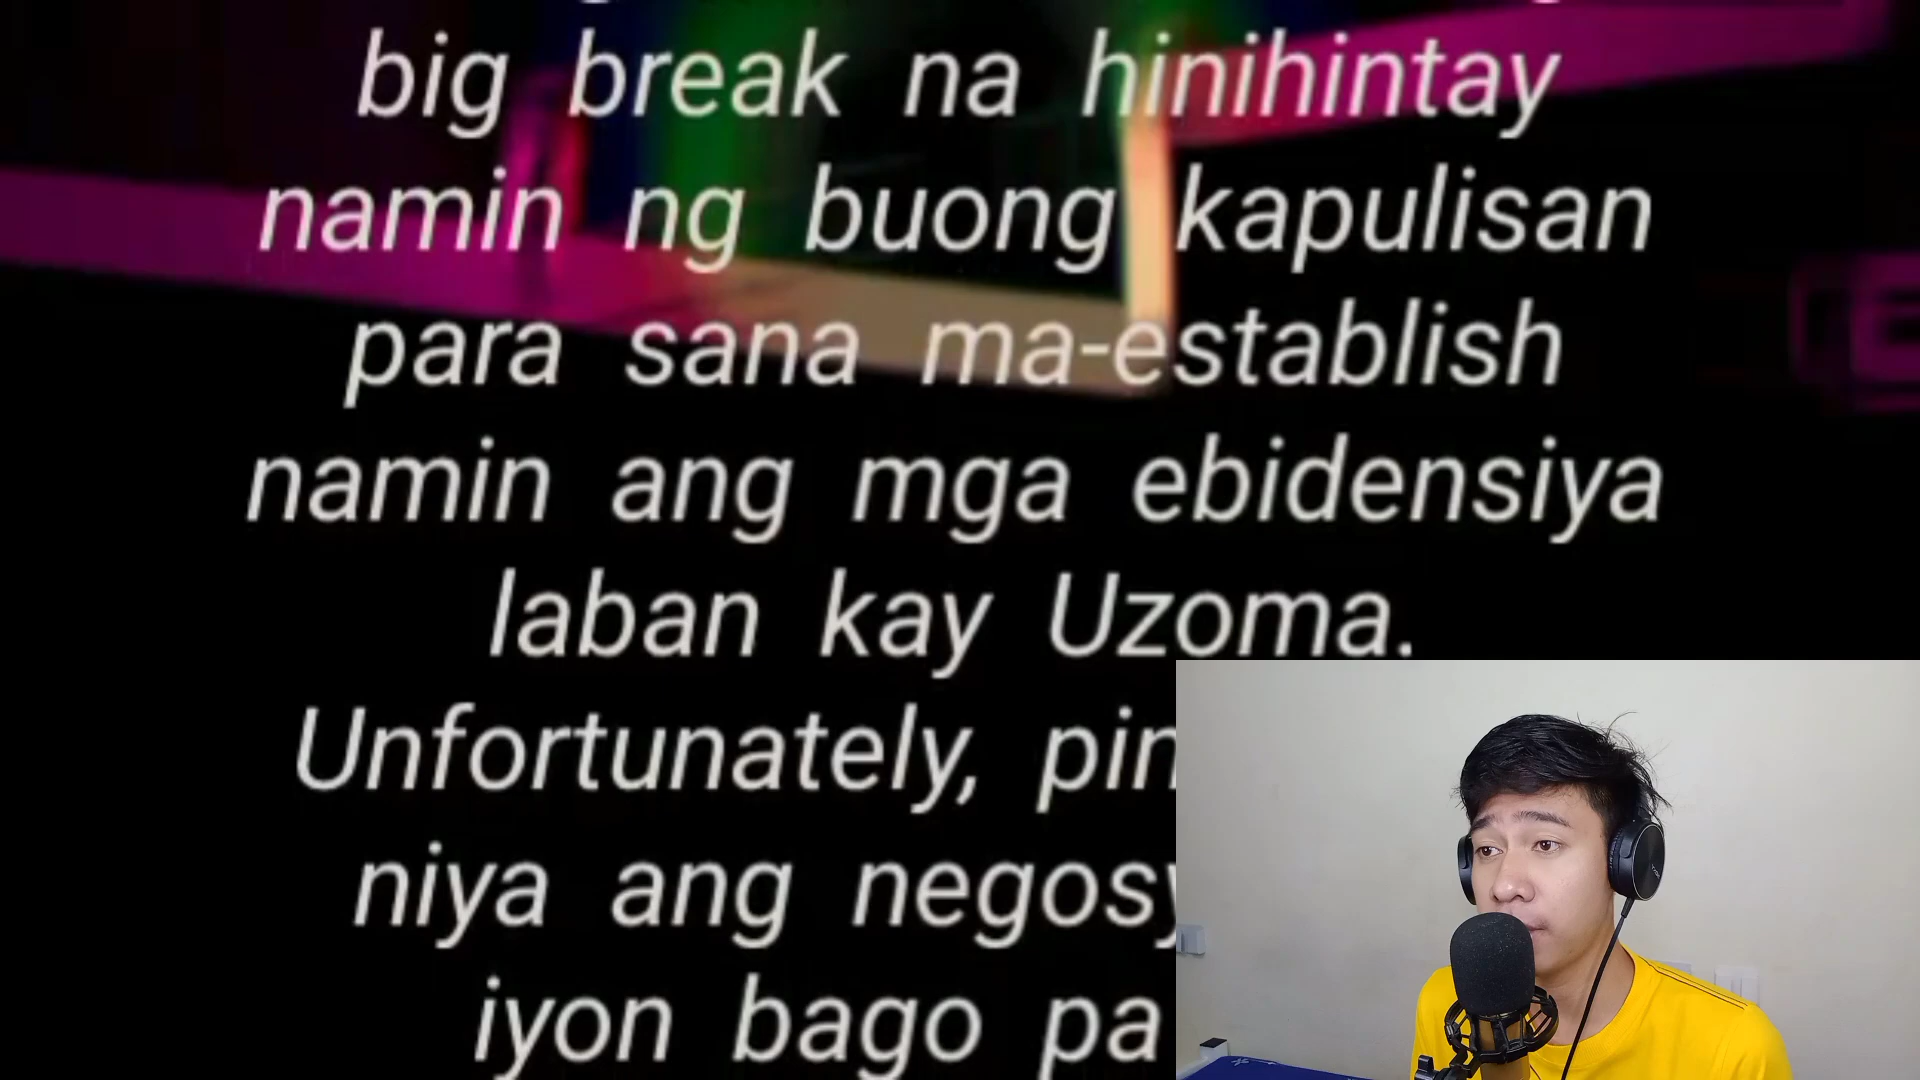 big break na hinihintay
namin ng buong kapulisan
para sana ma-establish
namin ang mga ebidensiya
laban kay Uzoma.
Unfortunately,
niya ang
iyon bago pa